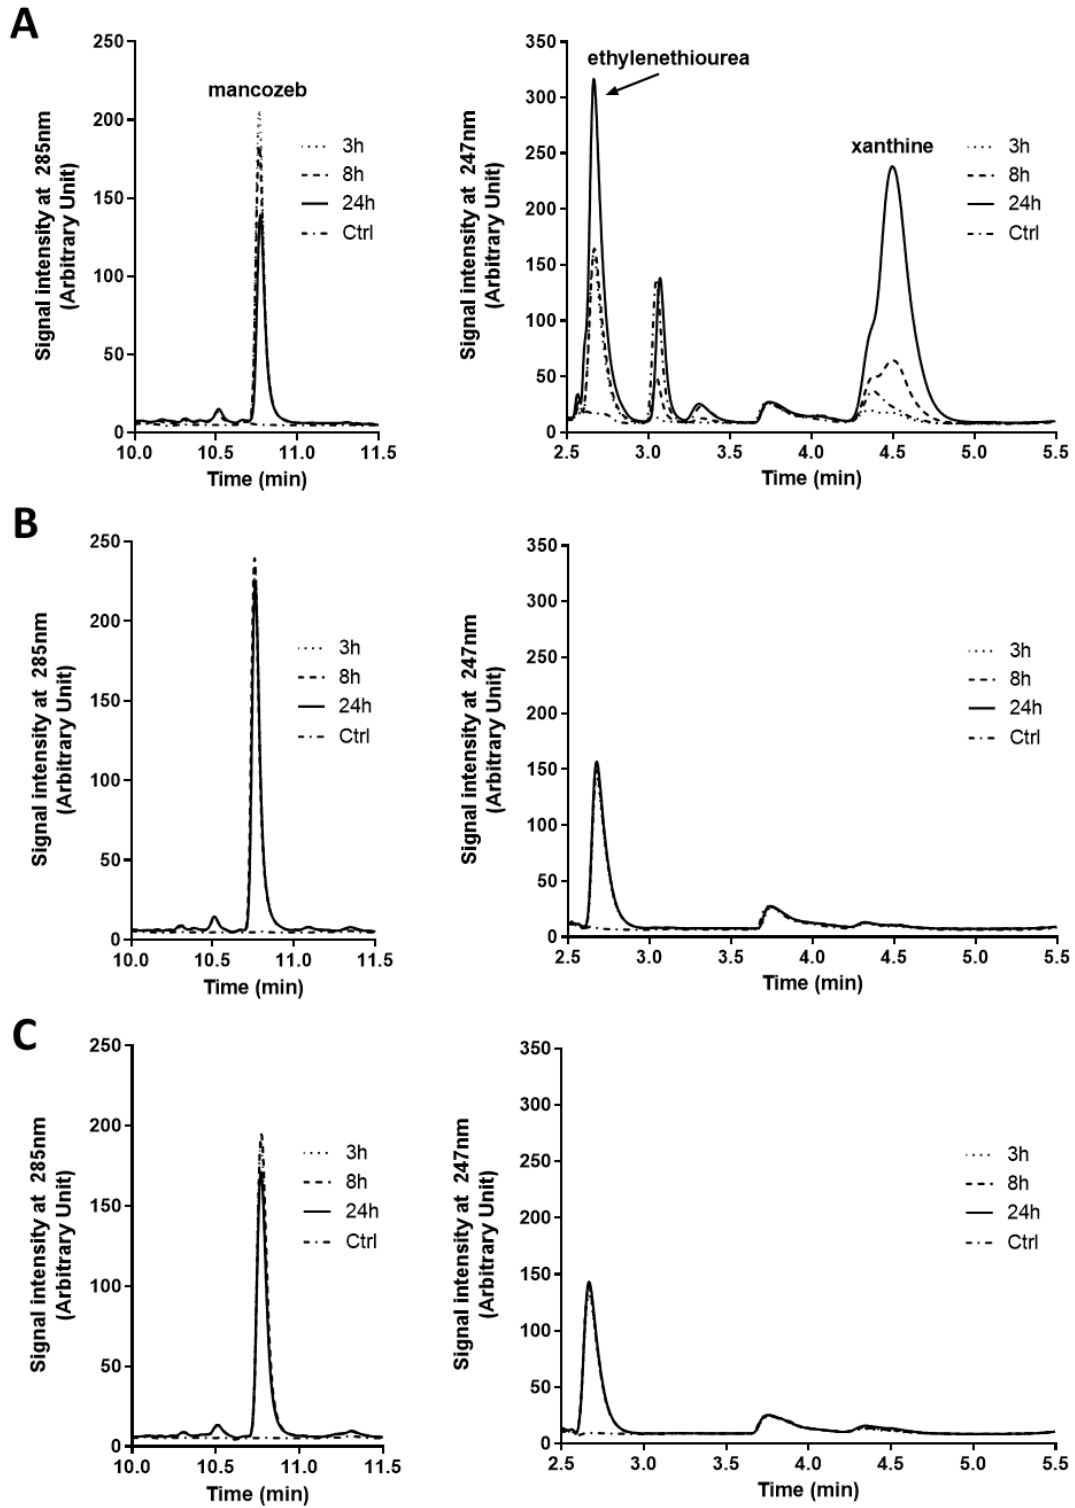 A
250
200
150
100
50
0
Signal intensity at 285nm
(Arbitrary Unit)
mancozeb
3h
8h
24h
Ctrl
10.0 10.5 11.0 11.5
Time (min)
350
300
250
200
150
100
50
0
Signal intensity at 247nm
(Arbitrary Unit)
ethylenethiourea
xanthine
3h
8h
24h
Ctrl
2.5 3.0 3.5 4.0 4.5 5.0 5.5
Time (min)
B
250
200
150
100
50
0
Signal intensity at 285nm
(Arbitrary Unit)
3h
8h
24h
Ctrl
10.0 10.5 11.0 11.5
Time (min)
350
300
250
200
150
100
50
0
Signal intensity at 247nm
(Arbitrary Unit)
3h
8h
24h
Ctrl
2.5 3.0 3.5 4.0 4.5 5.0 5.5
Time (min)
C
250
200
150
100
50
0
Signal intensity at 285nm
(Arbitrary Unit)
3h
8h
24h
Ctrl
10.0 10.5 11.0 11.5
Time (min)
350
300
250
200
150
100
50
0
Signal intensity at 247nm
(Arbitrary Unit)
3h
8h
24h
Ctrl
2.5 3.0 3.5 4.0 4.5 5.0 5.5
Time (min)